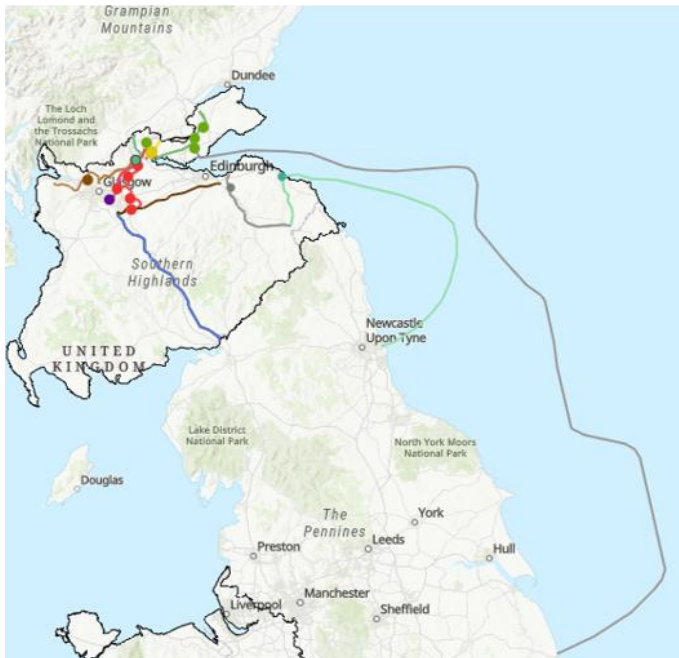 Grampian
Mountains
Dundee
The Loch
Lomond and
the Trossachs
National Park
Edinburgh
Glasgow
Southern
Highlands
Newcastle
Upon Tyne
UNITED
KINGDOM
Lake District
National Park
North York Moors
National Park
Douglas
York
The
Pennines
Leeds
Preston
Hull
Manchester
Liverpool
Sheffield